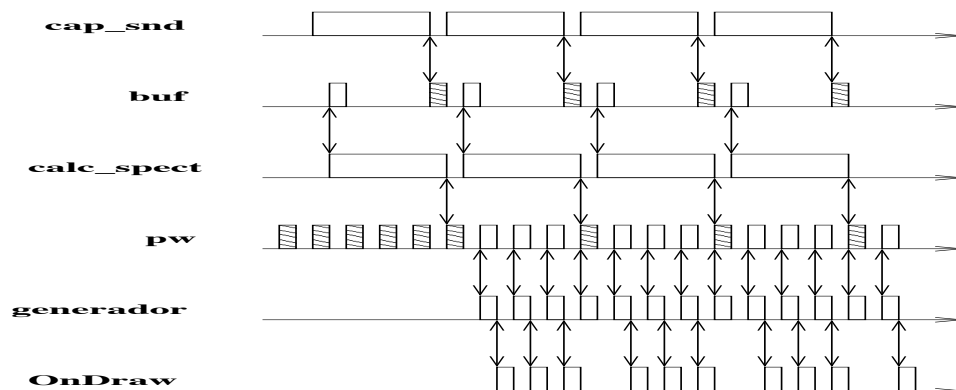 cap_snd
buf
calc_spect
pw
generador
OnDraw